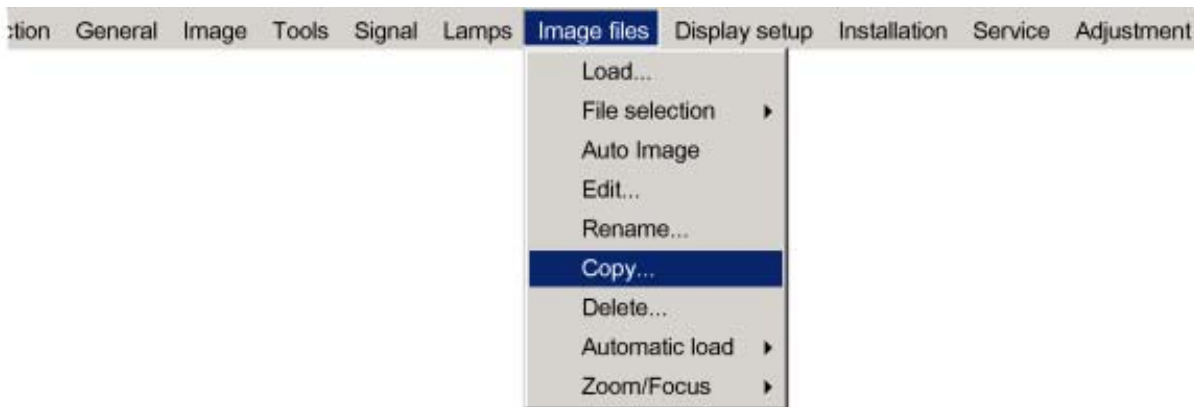 ction General Image Tools Signal Lamps Image files Display setup Installation Service Adjustment
Load...
File selection
Auto Image
Edit...
Rename...
Copy...
Delete...
Automatic load
Zoom/Focus